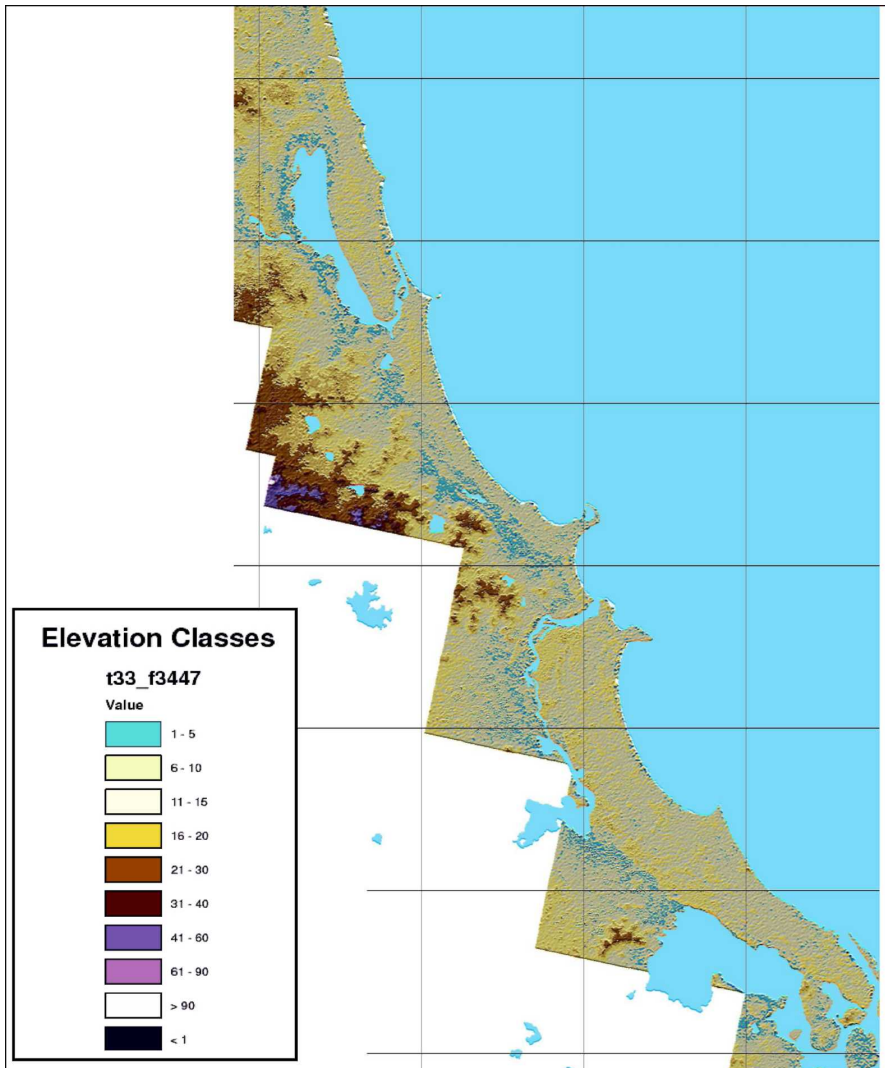 Elevation Classes
t33_f3447
Value
1 - 5
6 - 10
11 - 15
16 - 20
21 - 30
31 - 40
41 - 60
61 - 90
> 90
< 1